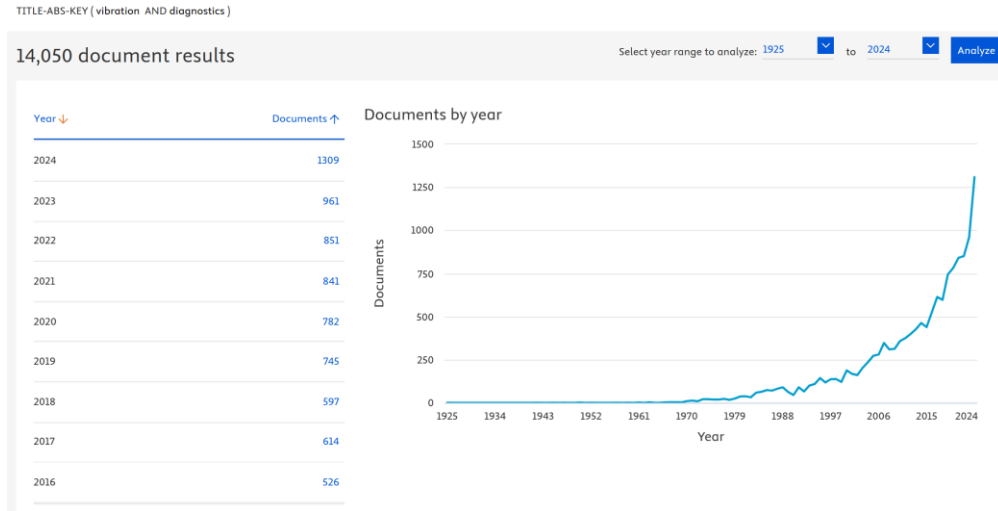 TITLE-ABS-KEY ( vibration AND diagnostics )
14,050 document results
Select year range to analyze: 1925 to 2024 Analyze
Year Documents
2024 1309
2023 961
2022 851
2021 841
2020 782
2019 745
2018 597
2017 614
2016 526
Documents by year
1500
1250
1000
750
500
250
0
Documents
1925 1934 1943 1952 1961 1970 1979 1988 1997 2006 2015 2024
Year